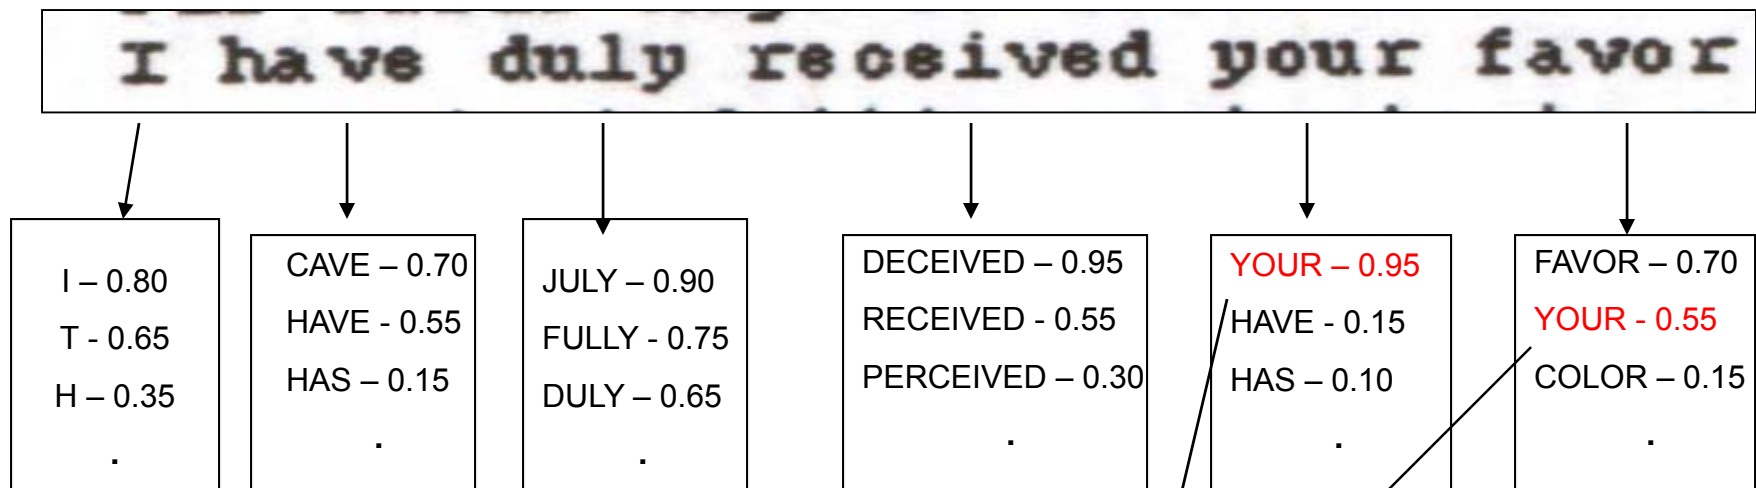 I have duly received your favor
I – 0.80
T - 0.65
H – 0.35
.
CAVE – 0.70
HAVE - 0.55
HAS – 0.15
.
JULY – 0.90
FULLY - 0.75
DULY – 0.65
.
DECEIVED – 0.95
RECEIVED - 0.55
PERCEIVED – 0.30
.
YOUR – 0.95
HAVE - 0.15
HAS – 0.10
.
FAVOR – 0.70
YOUR - 0.55
COLOR – 0.15
.